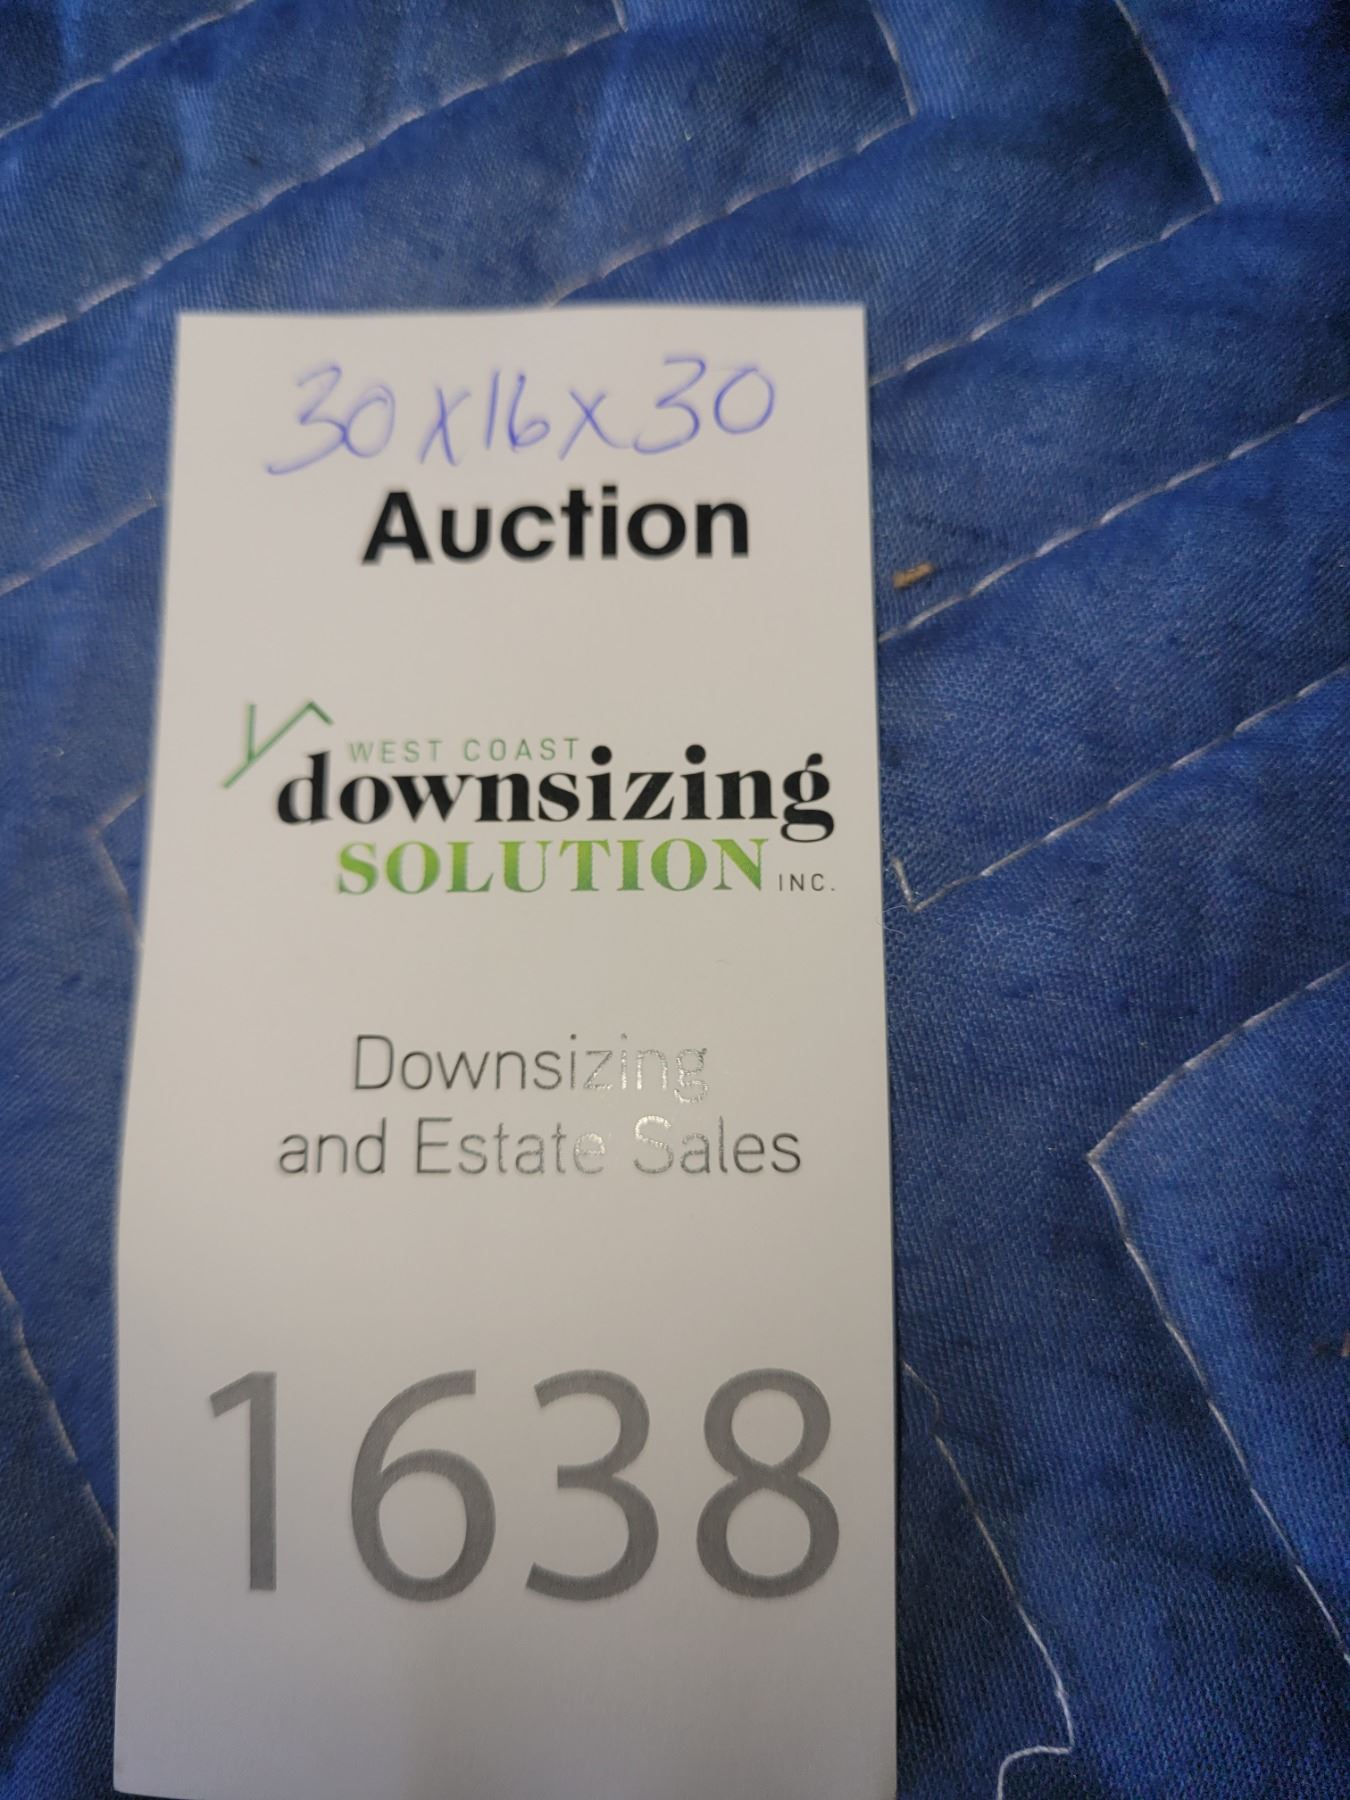 30x16x30
Auction
WEST COAST
downsizing
SOLUTION INC.
Downsizing
and Estate Sales
1638